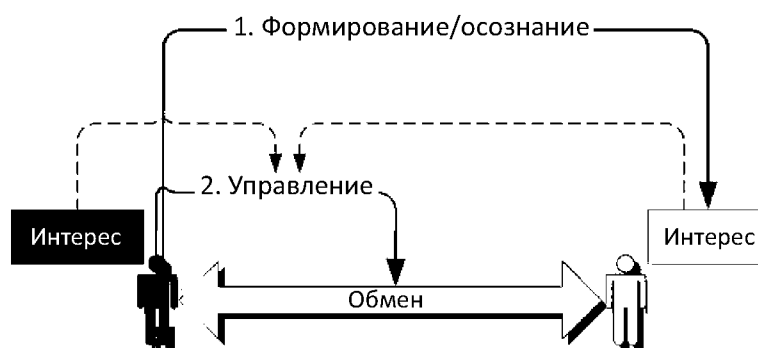 1. Формирование/осознание
2. Управление
Интерес
Интерес
Обмен